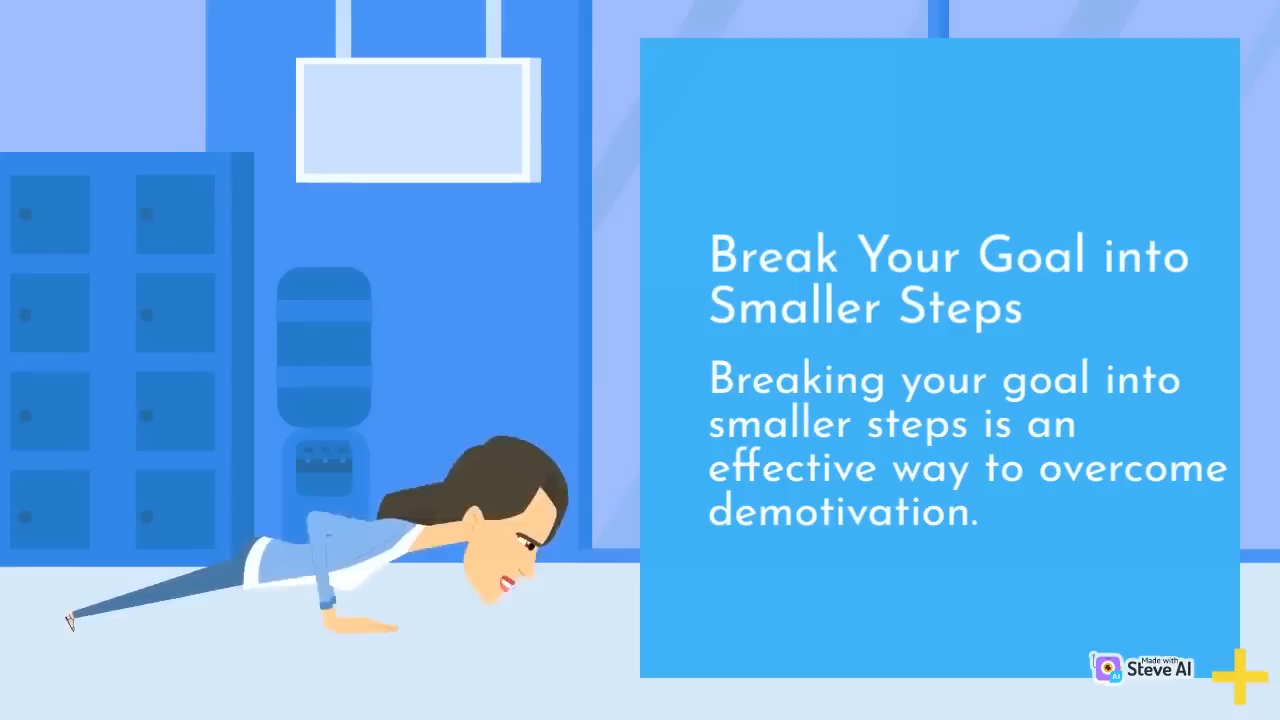 Break Your Goal into
Smaller Steps
Breaking your goal into
smaller steps is an
effective way to overcome
demotivation.
Made with
Steve AI
AI